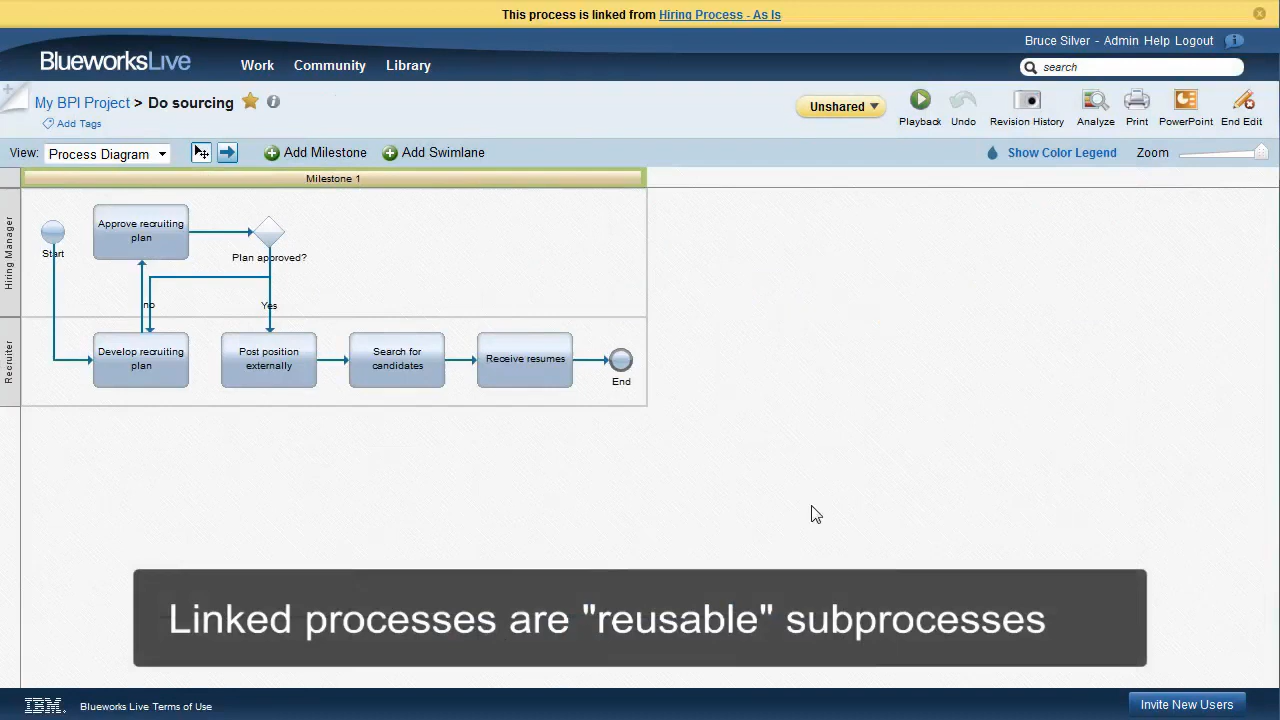 This process is linked from Hiring Process - As Is
Bruce Silver - Admin Help Logout
BlueworksLive
Work Community Library
search
My BPI Project > Do sourcing
Add Tags
Unshared
Playback Undo Revision History Analyze Print PowerPoint End Edit
View: Process Diagram
Add Milestone Add Swimlane
Show Color Legend Zoom
Milestone 1
Hiring Manager
Start
Approve recruiting
plan
Plan approved?
no
Yes
Recruiter
Develop recruiting
plan
Post position
externally
Search for
candidates
Receive resumes
End
Linked processes are "reusable" subprocesses
IBM. Blueworks Live Terms of Use
Invite New Users